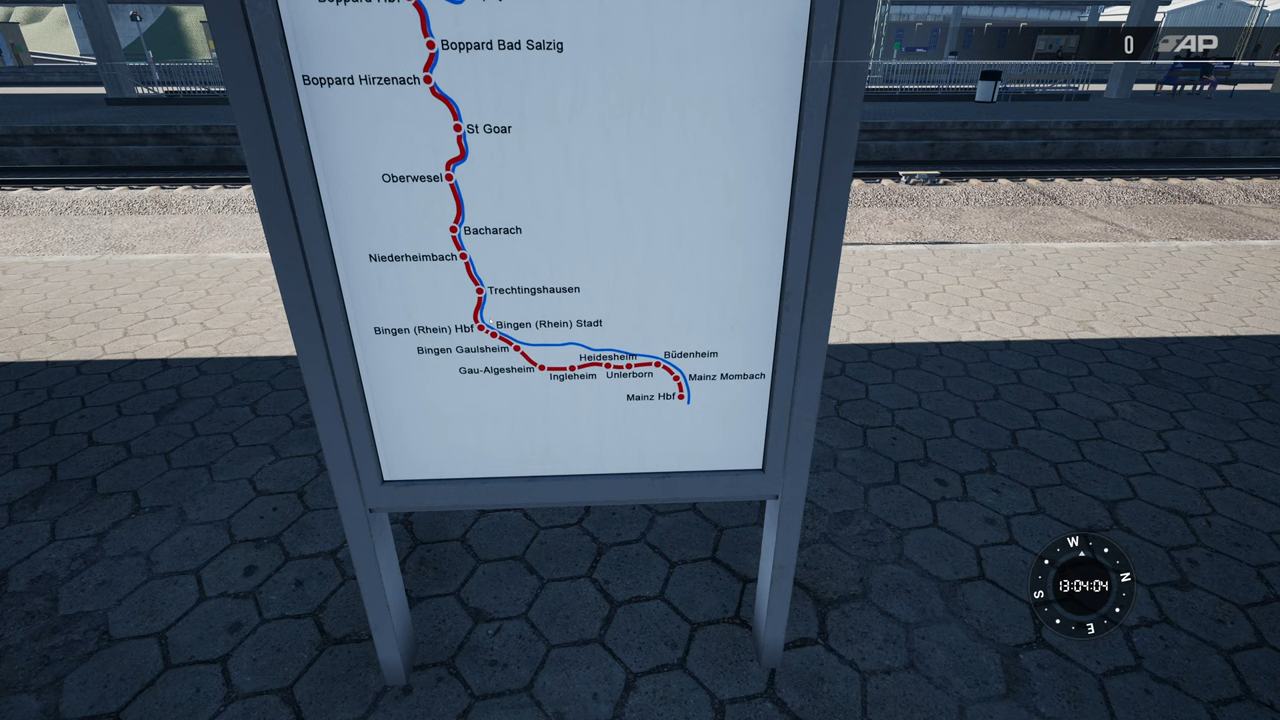 0 AP
Boppard Bad Salzig
Boppard Hirzenach
St Goar
Oberwesel
Bacharach
Niederheimbach
Trechtingshausen
Bingen (Rhein) Hbf
Bingen (Rhein) Stadt
Bingen Gaulsheim
Gau-Algesheim
Ingleheim
Heidesheim
Unlerborn
Büdenheim
Mainz Mombach
Mainz Hbf
W
N
S
E
13:04:04